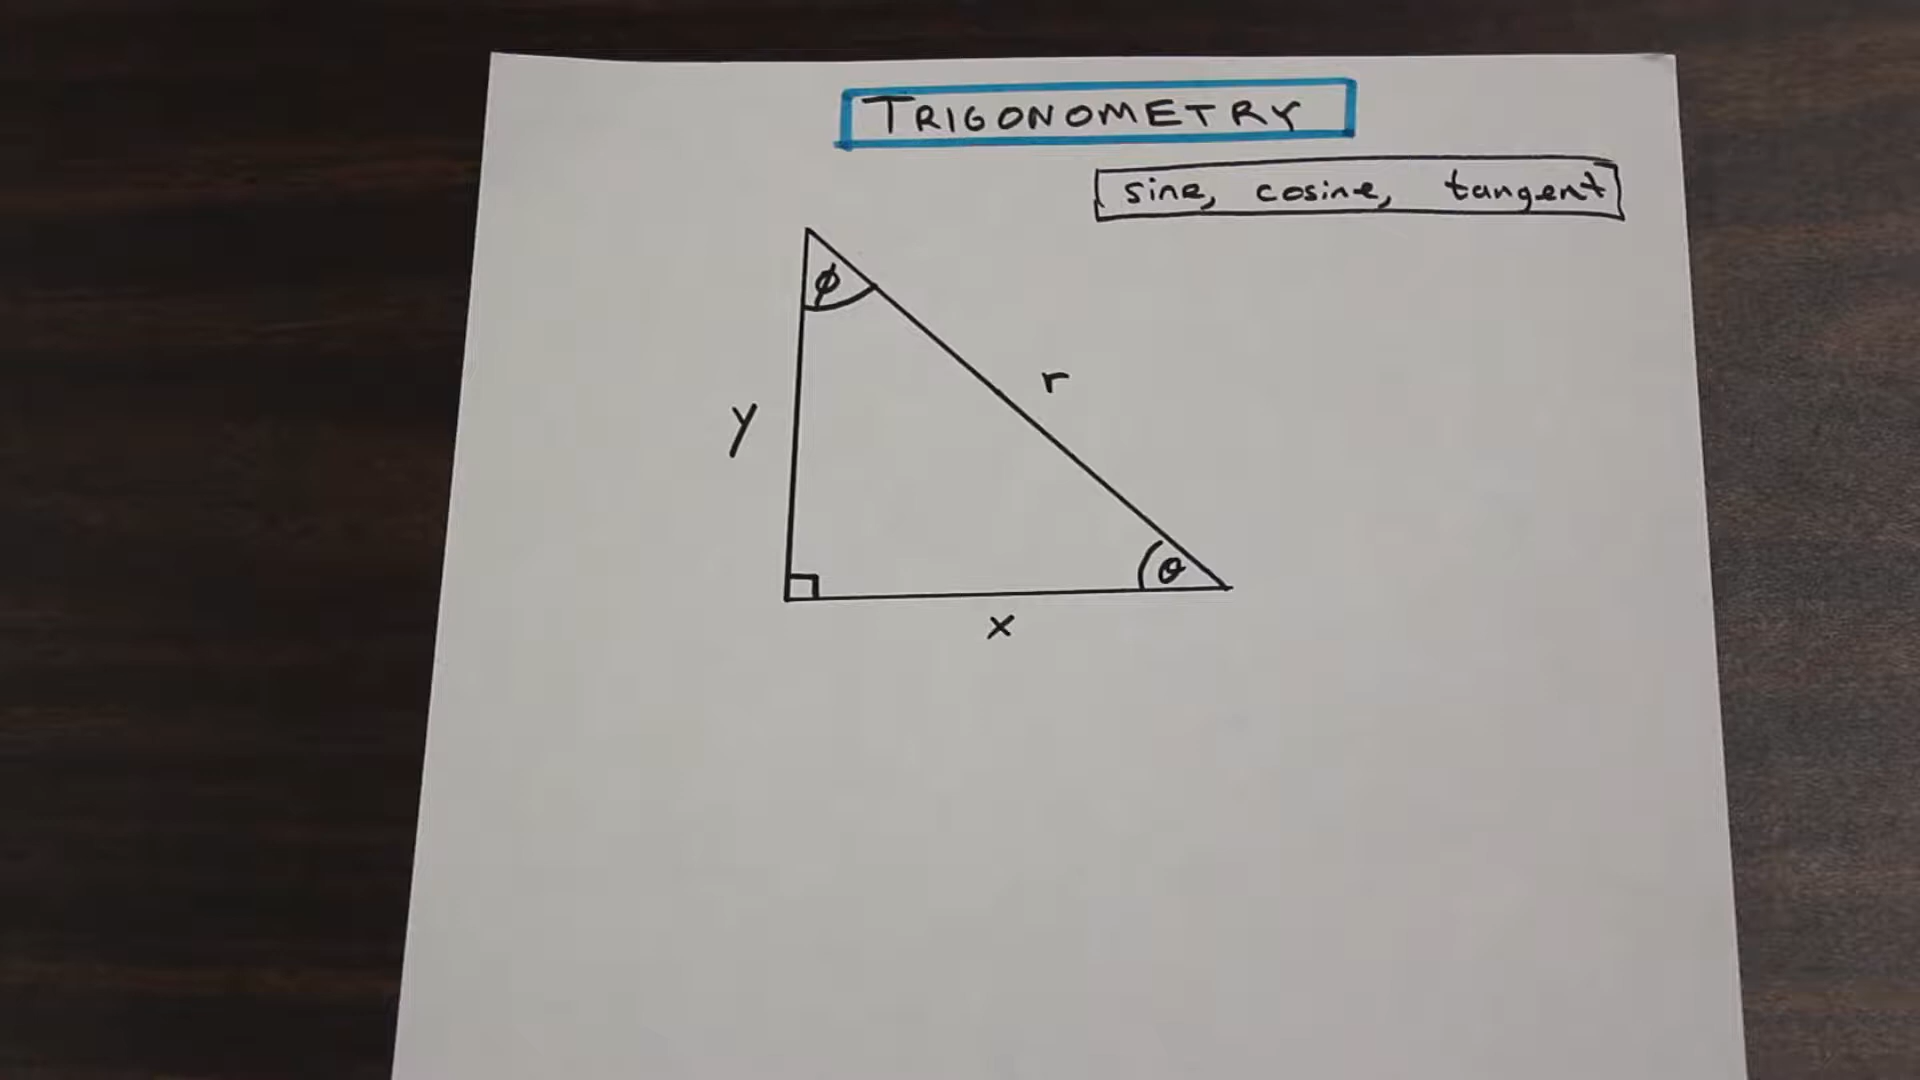 TRIGONOMETRY
sine, cosine, tangent
ϕ
r
y
θ
x